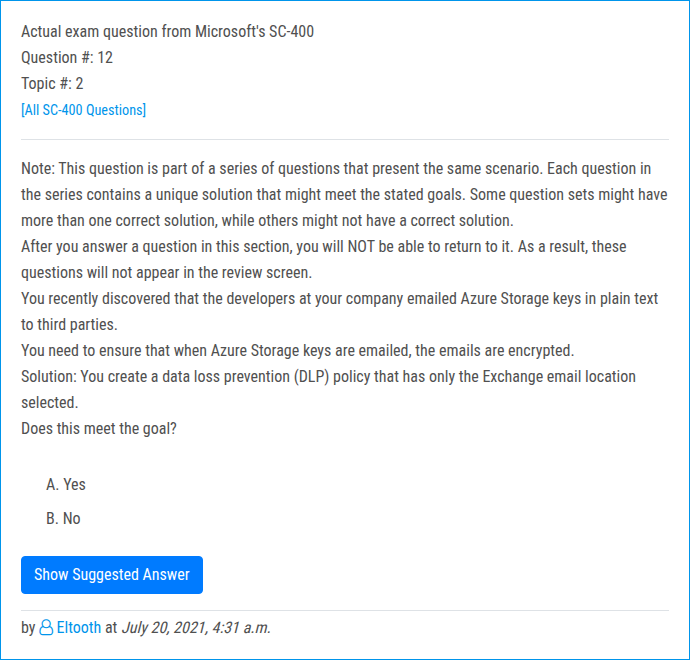 Actual exam question from Microsoft's SC-400
Question #: 12
Topic #: 2
[All SC-400 Questions]
Note: This question is part of a series of questions that present the same scenario. Each question in
the series contains a unique solution that might meet the stated goals. Some question sets might have
more than one correct solution, while others might not have a correct solution.
After you answer a question in this section, you will NOT be able to return to it. As a result, these
questions will not appear in the review screen.
You recently discovered that the developers at your company emailed Azure Storage keys in plain text
to third parties.
You need to ensure that when Azure Storage keys are emailed, the emails are encrypted.
Solution: You create a data loss prevention (DLP) policy that has only the Exchange email location
selected.
Does this meet the goal?
A. Yes
B. No
Show Suggested Answer
by Eltooth at July 20, 2021, 4:31 a.m.